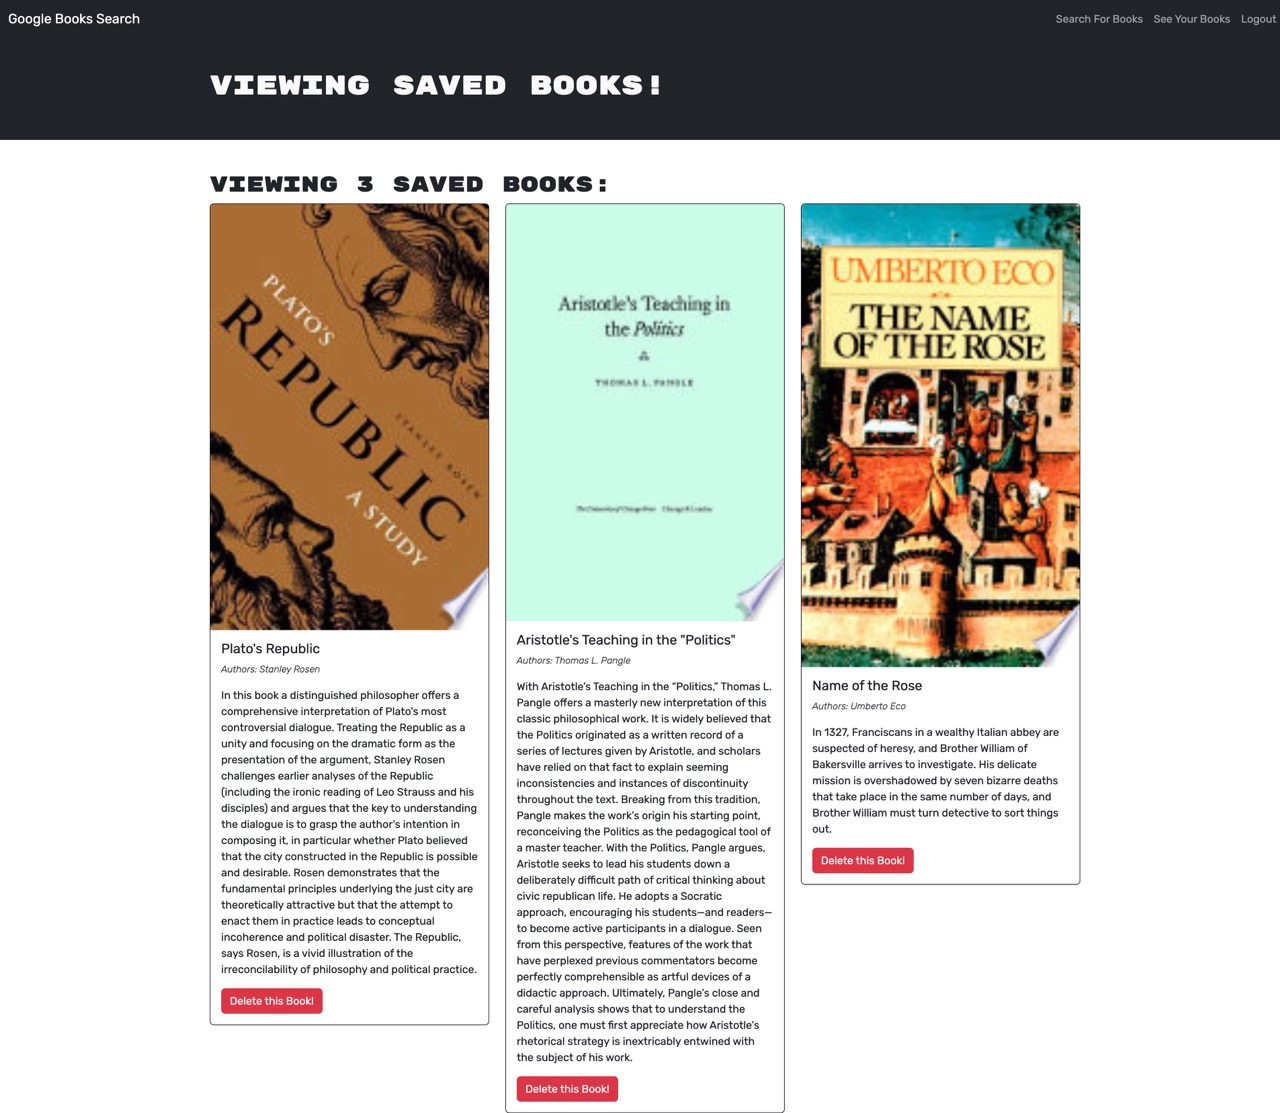 Google Books Search
Search For Books
See Your Books
Logout
VIEWING SAVED BOOKS!
VIEWING 3 SAVED BOOKS:
PLATO'S
REPUBLIC
STANLEY ROSEN
A STUDY
Plato's Republic
Authors: Stanley Rosen
In this book a distinguished philosopher offers a
comprehensive interpretation of Plato's most
controversial dialogue. Treating the Republic as a
unity and focusing on the dramatic form as the
presentation of the argument, Stanley Rosen
challenges earlier analyses of the Republic
(including the ironic reading of Leo Strauss and his
disciples) and argues that the key to understanding
the dialogue is to grasp the author's intention in
composing it, in particular whether Plato believed
that the city constructed in the Republic is possible
and desirable. Rosen demonstrates that the
fundamental principles underlying the just city are
theoretically attractive but that the attempt to
enact them in practice leads to conceptual
incoherence and political disaster. The Republic,
says Rosen, is a vivid illustration of the
irreconcilability of philosophy and political practice.
Delete this Book!
Aristotle's Teaching in
the Politics
THOMAS L. PANGLE
The University of Chicago Press Chicago & London
Aristotle's Teaching in the "Politics"
Authors: Thomas L. Pangle
With Aristotle’s Teaching in the “Politics,” Thomas L.
Pangle offers a masterly new interpretation of this
classic philosophical work. It is widely believed that
the Politics originated as a written record of a
series of lectures given by Aristotle, and scholars
have relied on that fact to explain seeming
inconsistencies and instances of discontinuity
throughout the text. Breaking from this tradition,
Pangle makes the work’s origin his starting point,
reconceiving the Politics as the pedagogical tool of
a master teacher. With the Politics, Pangle argues,
Aristotle seeks to lead his students down a
deliberately difficult path of critical thinking about
civic republican life. He adopts a Socratic
approach, encouraging his students—and readers—
to become active participants in a dialogue. Seen
from this perspective, features of the work that
have perplexed previous commentators become
perfectly comprehensible as artful devices of a
didactic approach. Ultimately, Pangle’s close and
careful analysis shows that to understand the
Politics, one must first appreciate how Aristotle’s
rhetorical strategy is inextricably entwined with
the subject of his work.
Delete this Book!
UMBERTO ECO
THE NAME
OF THE ROSE
Name of the Rose
Authors: Umberto Eco
In 1327, Franciscans in a wealthy Italian abbey are
suspected of heresy, and Brother William of
Bakersville arrives to investigate. His delicate
mission is overshadowed by seven bizarre deaths
that take place in the same number of days, and
Brother William must turn detective to sort things
out.
Delete this Book!